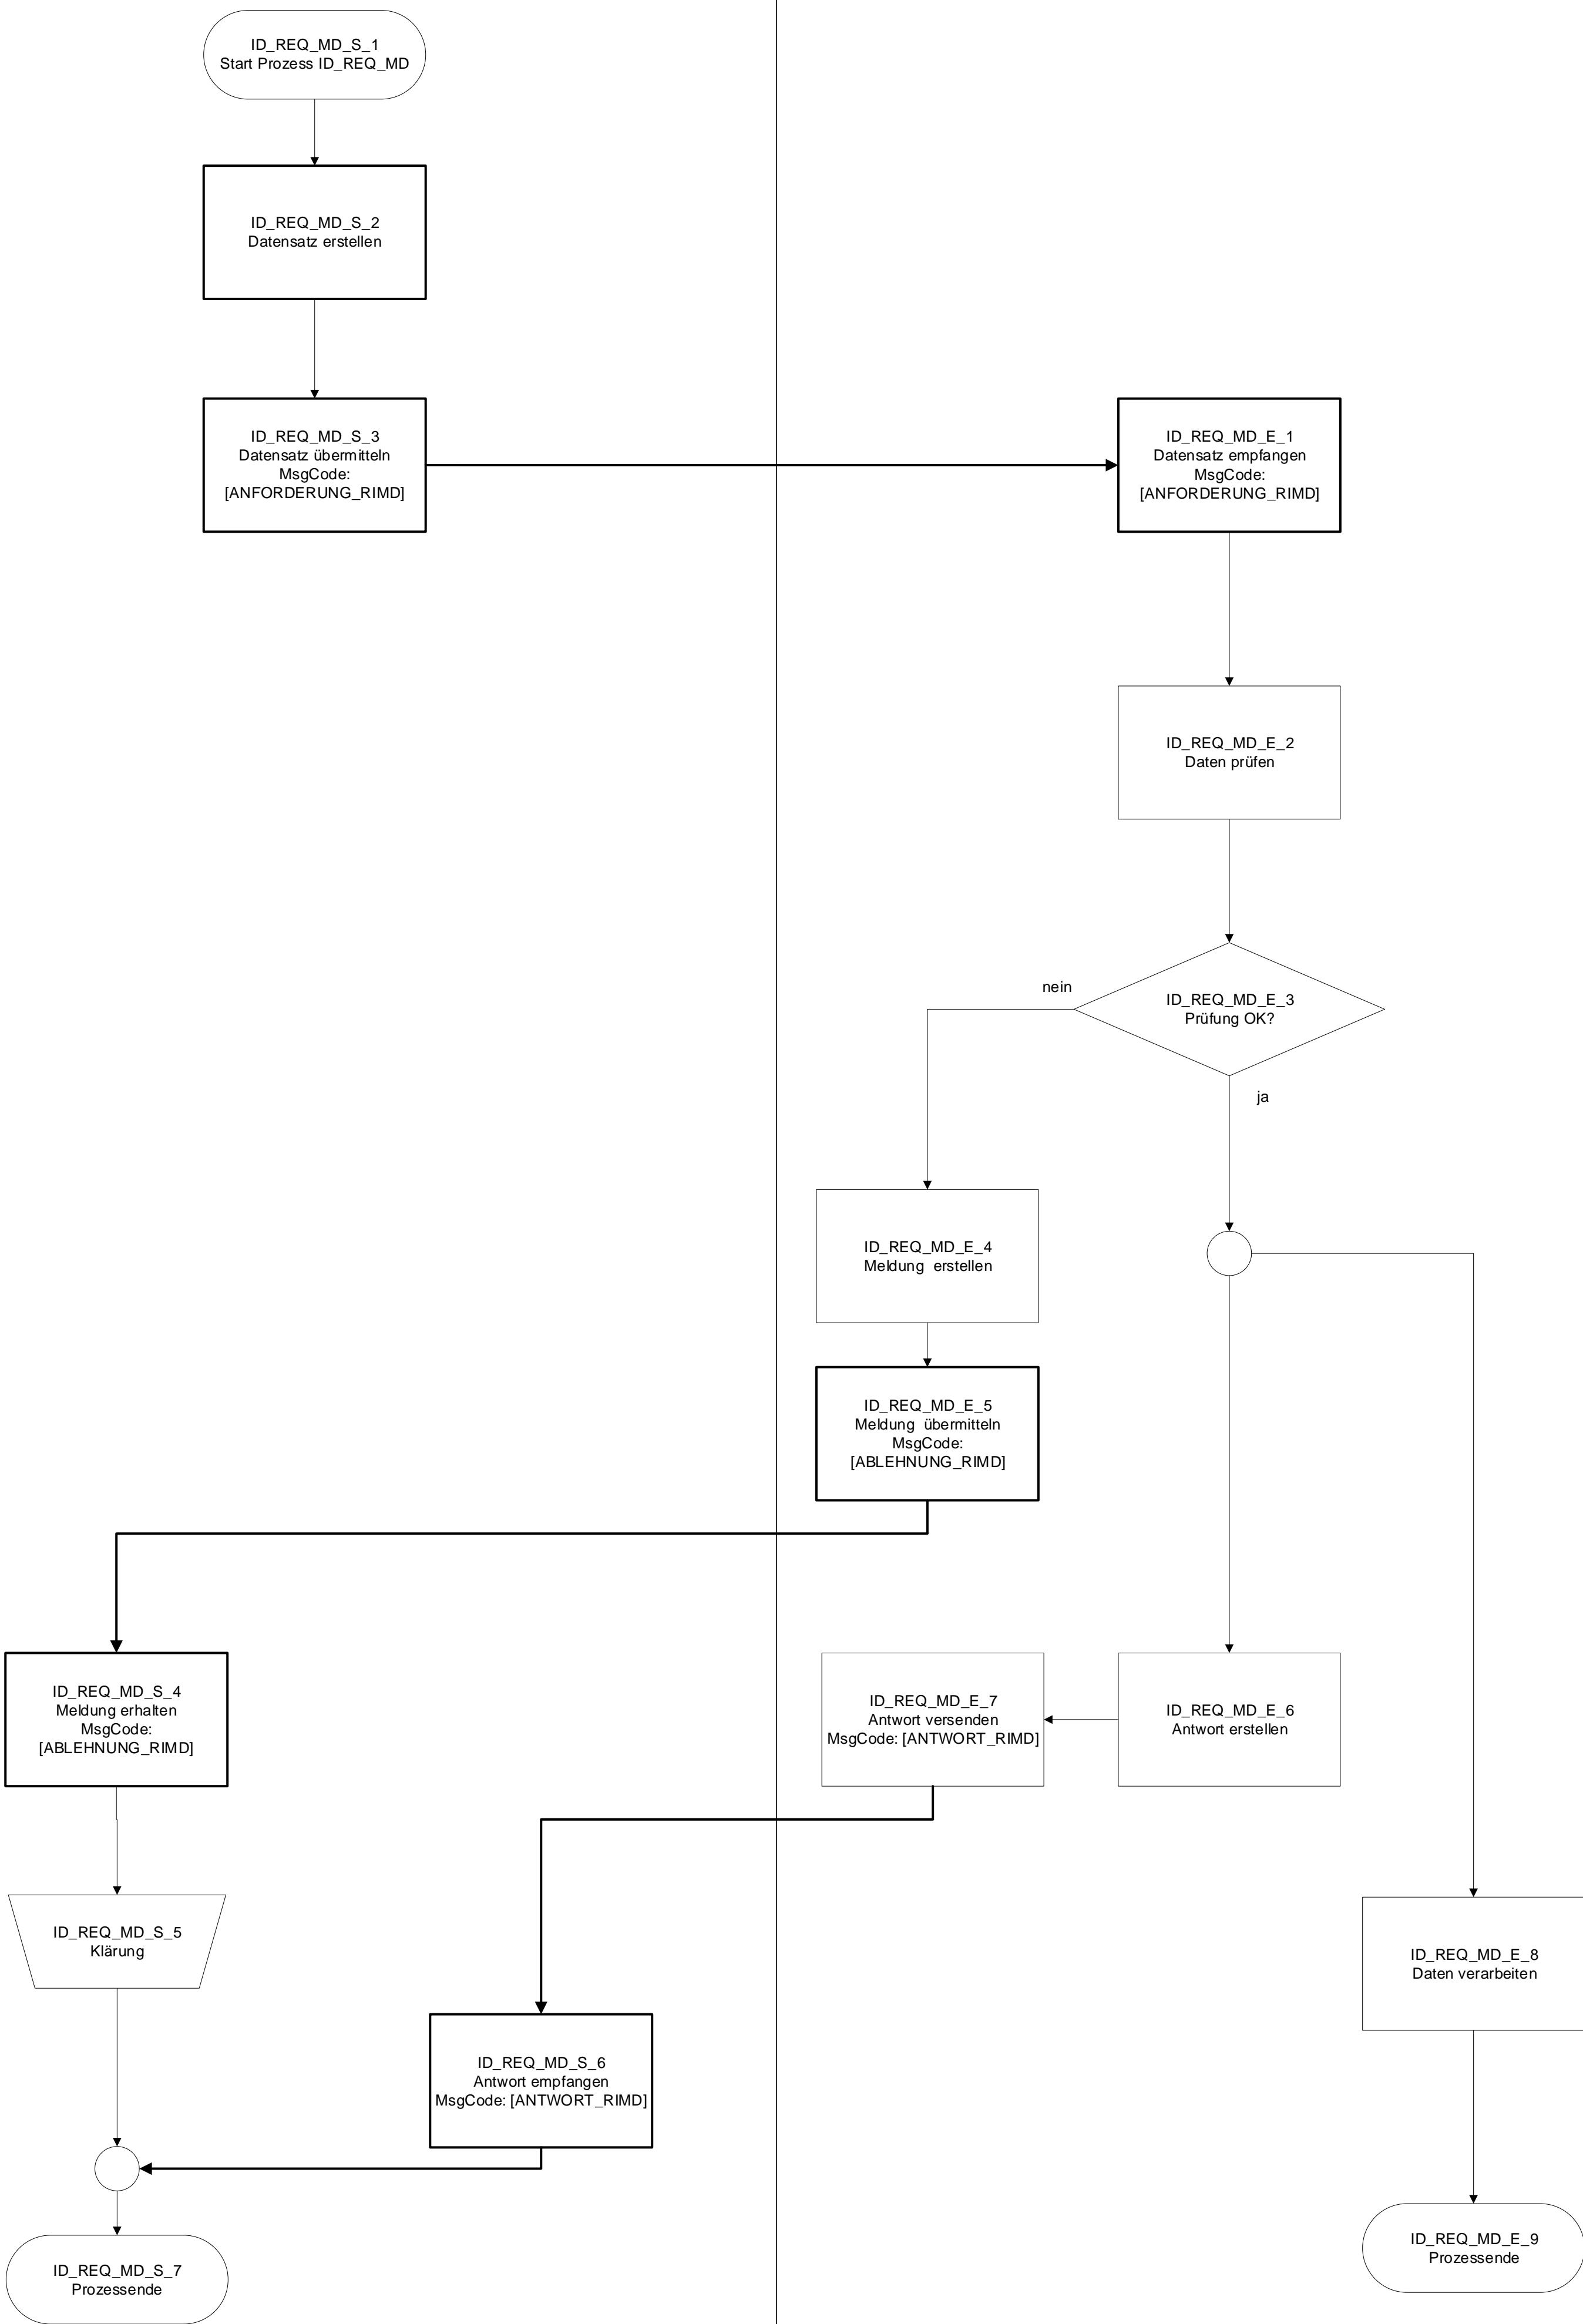 ID_REQ_MD_S_1
Start Prozess ID_REQ_MD
ID_REQ_MD_S_2
Datensatz erstellen
ID_REQ_MD_S_3
Datensatz übermitteln
MsgCode:
[ANFORDERUNG_RIMD]
ID_REQ_MD_E_1
Datensatz empfangen
MsgCode:
[ANFORDERUNG_RIMD]
ID_REQ_MD_E_2
Daten prüfen
nein
ID_REQ_MD_E_3
Prüfung OK?
ja
ID_REQ_MD_E_4
Meldung erstellen
ID_REQ_MD_E_5
Meldung übermitteln
MsgCode:
[ABLEHNUNG_RIMD]
ID_REQ_MD_S_4
Meldung erhalten
MsgCode:
[ABLEHNUNG_RIMD]
ID_REQ_MD_E_7
Antwort versenden
MsgCode: [ANTWORT_RIMD]
ID_REQ_MD_E_6
Antwort erstellen
ID_REQ_MD_S_5
Klärung
ID_REQ_MD_E_8
Daten verarbeiten
ID_REQ_MD_S_6
Antwort empfangen
MsgCode: [ANTWORT_RIMD]
ID_REQ_MD_S_7
Prozessende
ID_REQ_MD_E_9
Prozessende